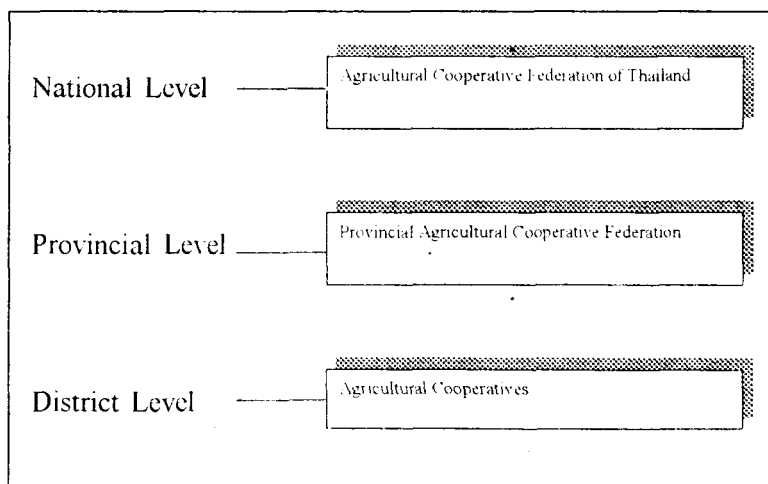 National Level
Agricultural Cooperative Federation of Thailand
Provincial Level
Provincial Agricultural Cooperative Federation
District Level
Agricultural Cooperatives